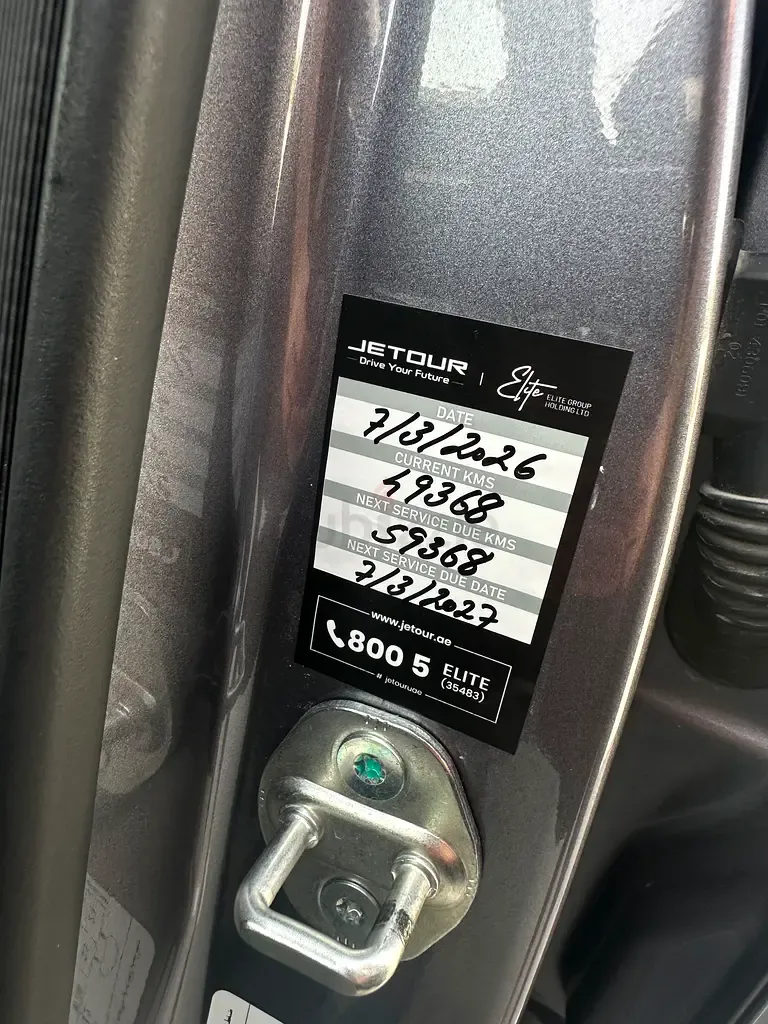 JETOUR
Drive Your Future
Elite
ELITE GROUP
HOLDING LTD
DATE
7/3/2026
CURRENT KMS
49368
NEXT SERVICE DUE KMS
59368
NEXT SERVICE DUE DATE
7/3/2027
www.jetour.ae
800 5 ELITE
(35483)
# jetouruae